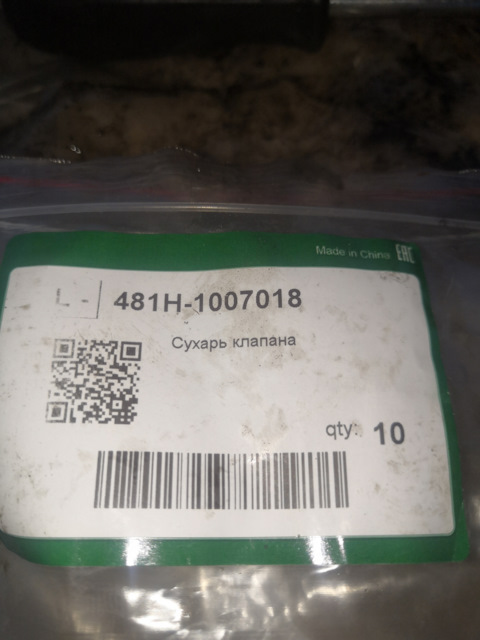 Made in China EAC
L -
481H-1007018
Сухарь клапана
qty: 10